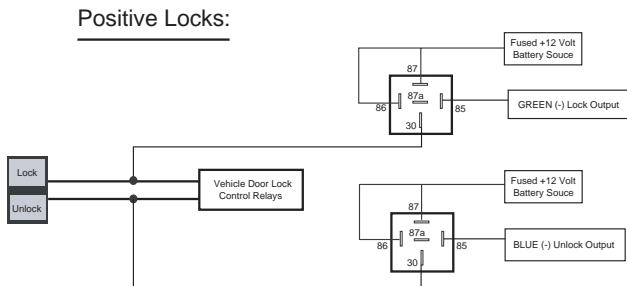 Positive Locks:
Fused +12 Volt
Battery Souce
87
87a
86
85
GREEN (-) Lock Output
30
Lock
Unlock
Vehicle Door Lock
Control Relays
Fused +12 Volt
Battery Souce
87
87a
86
85
BLUE (-) Unlock Output
30